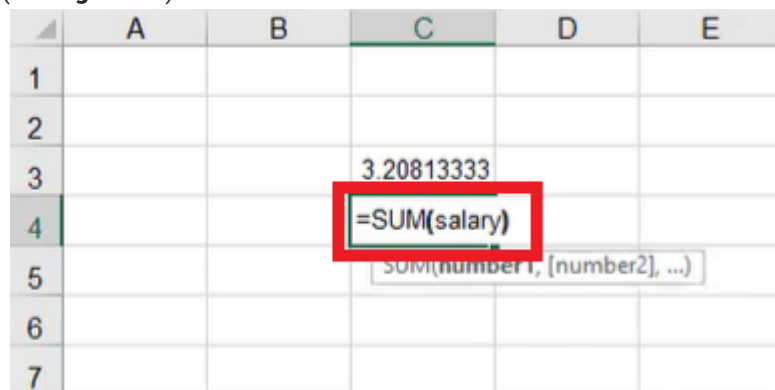 A B C D E
1
2
3 3.20813333
4 =SUM(salary)
5 SUM(number1, [number2], ...)
6
7